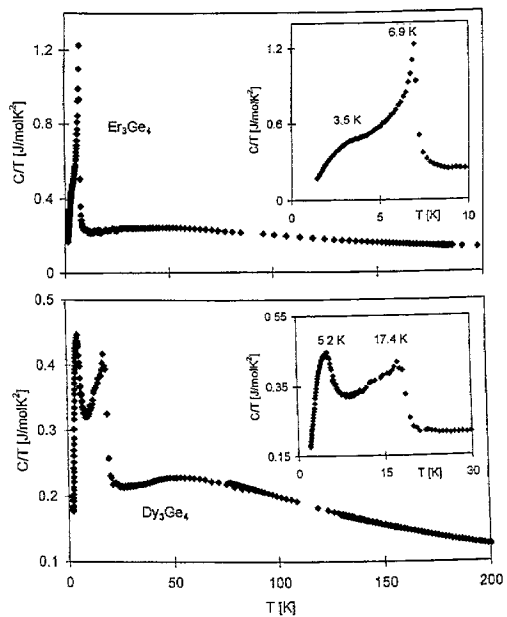 C/T [J/molK²]
1.2
0.8
0.4
0
Er₃Ge₄
C/T [J/molK²]
1.2
0.6
0
6.9 K
3.5 K
0
5
10
T [K]
C/T [J/molK²]
0.5
0.4
0.3
0.2
0.1
Dy₃Ge₄
C/T [J/molK²]
0.55
0.35
0.15
5.2 K
17.4 K
0
15
30
T [K]
0
50
100
150
200
T [K]